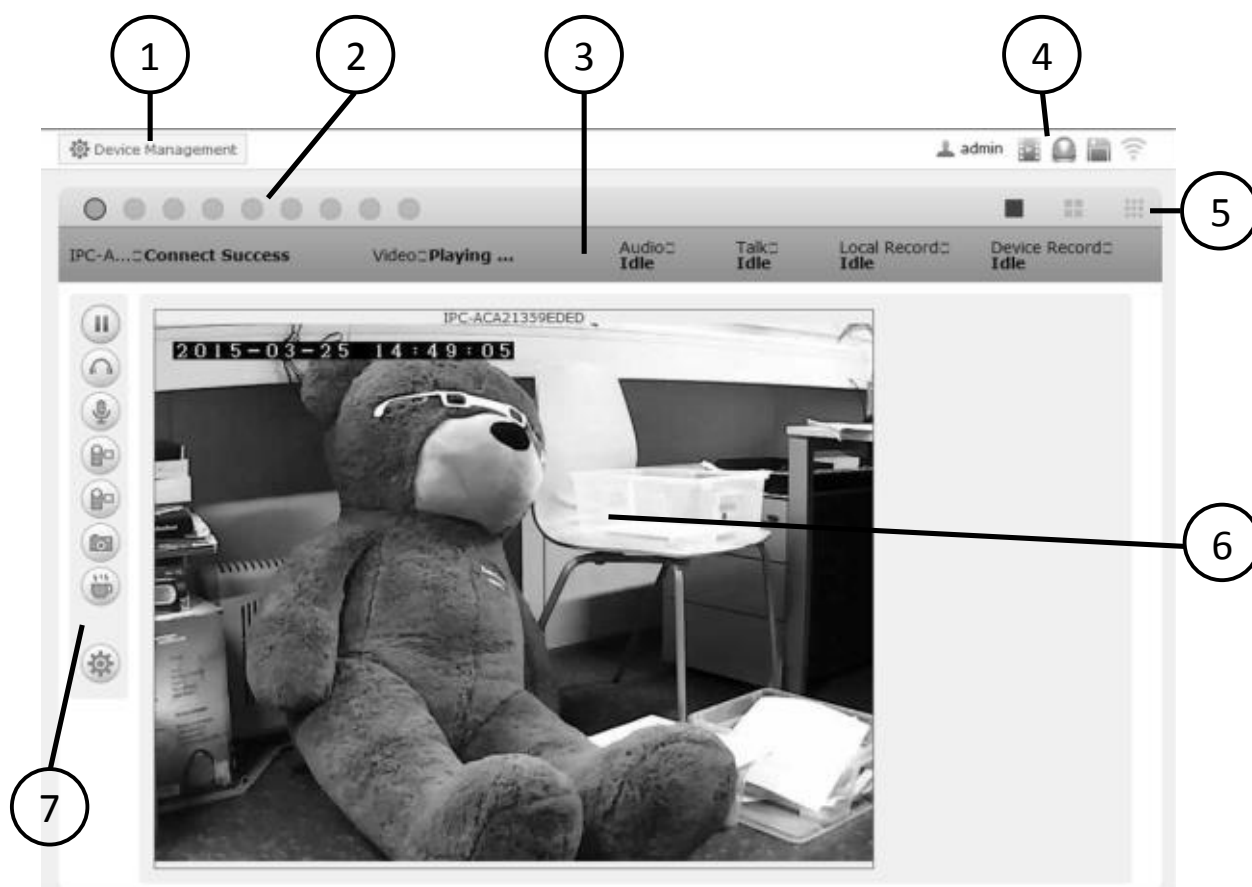 1
2
3
4
Device Management
admin
5
IPC-A...:Connect Success
Video:Playing ...
Audio:
Idle
Talk:
Idle
Local Record:
Idle
Device Record:
Idle
IPC-ACA21359EDED
2015-03-25 14:49:05
6
7